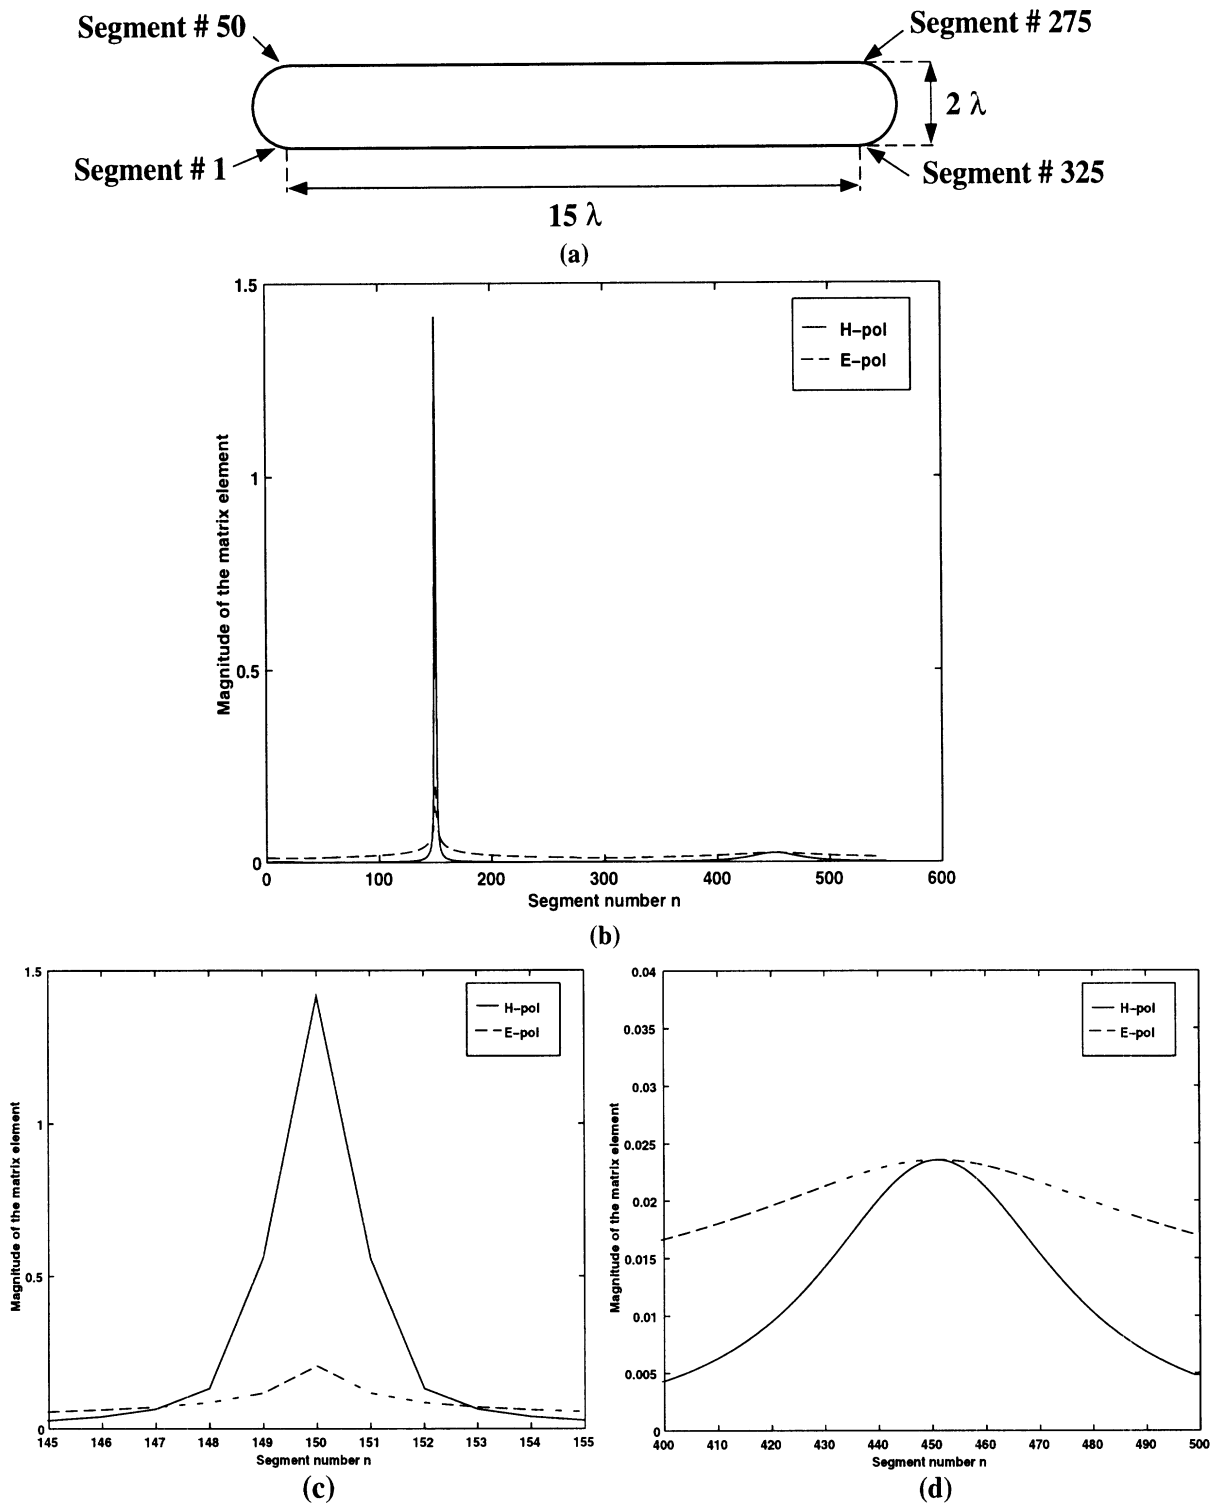 Segment # 50
Segment # 275
2 λ
Segment # 1
Segment # 325
15 λ
(a)
1.5
1
0.5
0
Magnitude of the matrix element
H-pol
E-pol
0 100 200 300 400 500 600
Segment number n
(b)
1.5
1
0.5
0
Magnitude of the matrix element
H-pol
E-pol
145 146 147 148 149 150 151 152 153 154 155
Segment number n
(c)
0.04
0.035
0.03
0.025
0.02
0.015
0.01
0.005
0
Magnitude of the matrix element
H-pol
E-pol
400 410 420 430 440 450 460 470 480 490 500
Segment number n
(d)